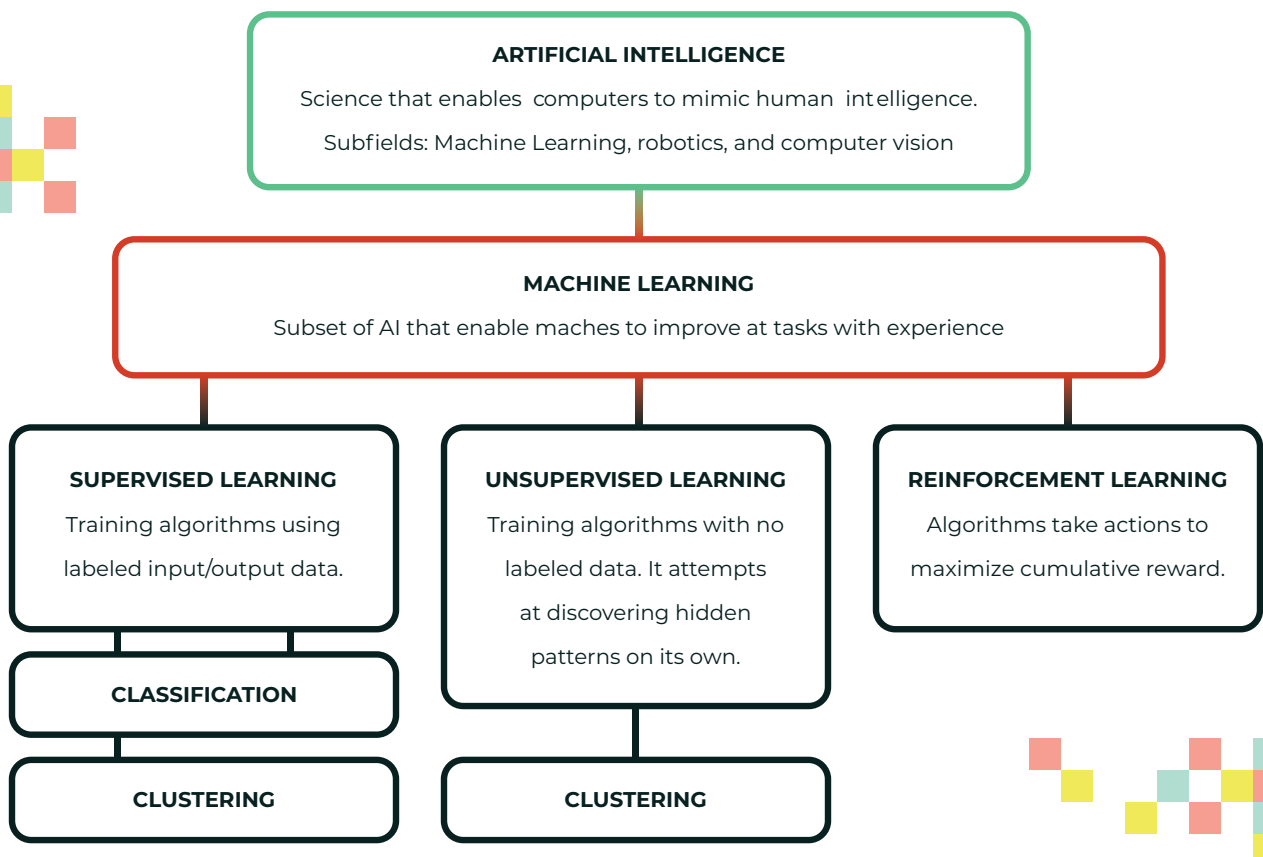 ARTIFICIAL INTELLIGENCE
Science that enables computers to mimic human intelligence.
Subfields: Machine Learning, robotics, and computer vision
MACHINE LEARNING
Subset of AI that enable maches to improve at tasks with experience
SUPERVISED LEARNING
Training algorithms using
labeled input/output data.
UNSUPERVISED LEARNING
Training algorithms with no
labeled data. It attempts
at discovering hidden
patterns on its own.
REINFORCEMENT LEARNING
Algorithms take actions to
maximize cumulative reward.
CLASSIFICATION
CLUSTERING
CLUSTERING